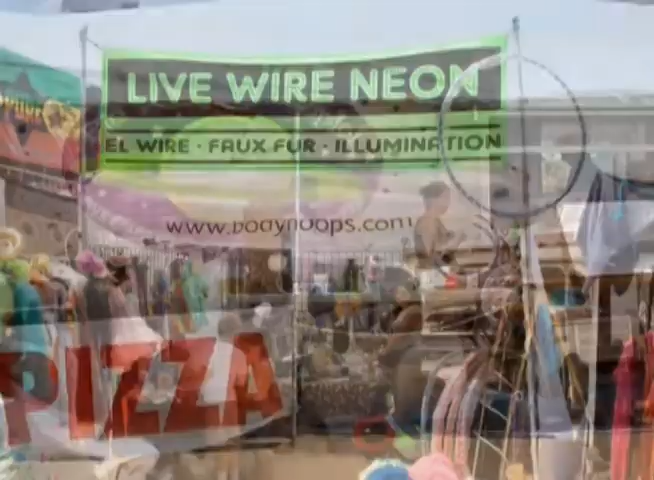 LIVE WIRE NEON
EL WIRE · FAUX FUR · ILLUMINATION
www.bodyhoops.com
PIZZA